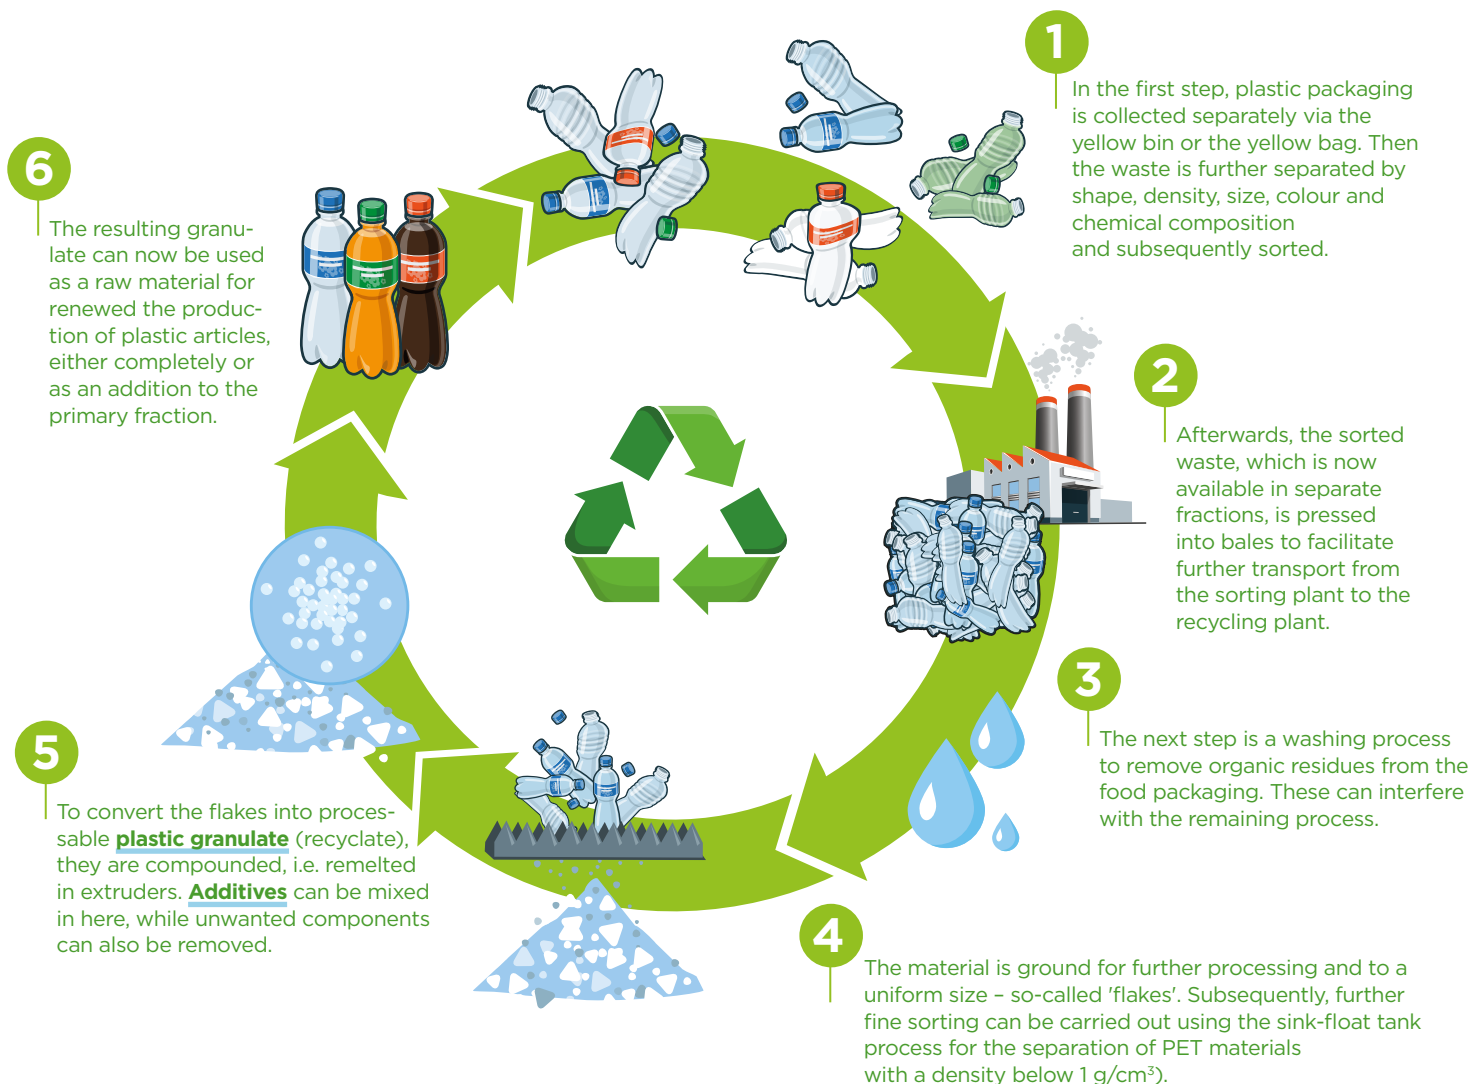 1
In the first step, plastic packaging
is collected separately via the
yellow bin or the yellow bag. Then
the waste is further separated by
shape, density, size, colour and
chemical composition
and subsequently sorted.
2
Afterwards, the sorted
waste, which is now
available in separate
fractions, is pressed
into bales to facilitate
further transport from
the sorting plant to the
recycling plant.
3
The next step is a washing process
to remove organic residues from the
food packaging. These can interfere
with the remaining process.
4
The material is ground for further processing and to a
uniform size – so-called 'flakes'. Subsequently, further
fine sorting can be carried out using the sink-float tank
process for the separation of PET materials
with a density below 1 g/cm³).
5
To convert the flakes into proces-
sable plastic granulate (recyclate),
they are compounded, i.e. remelted
in extruders. Additives can be mixed
in here, while unwanted components
can also be removed.
6
The resulting granu-
late can now be used
as a raw material for
renewed the produc-
tion of plastic articles,
either completely or
as an addition to the
primary fraction.